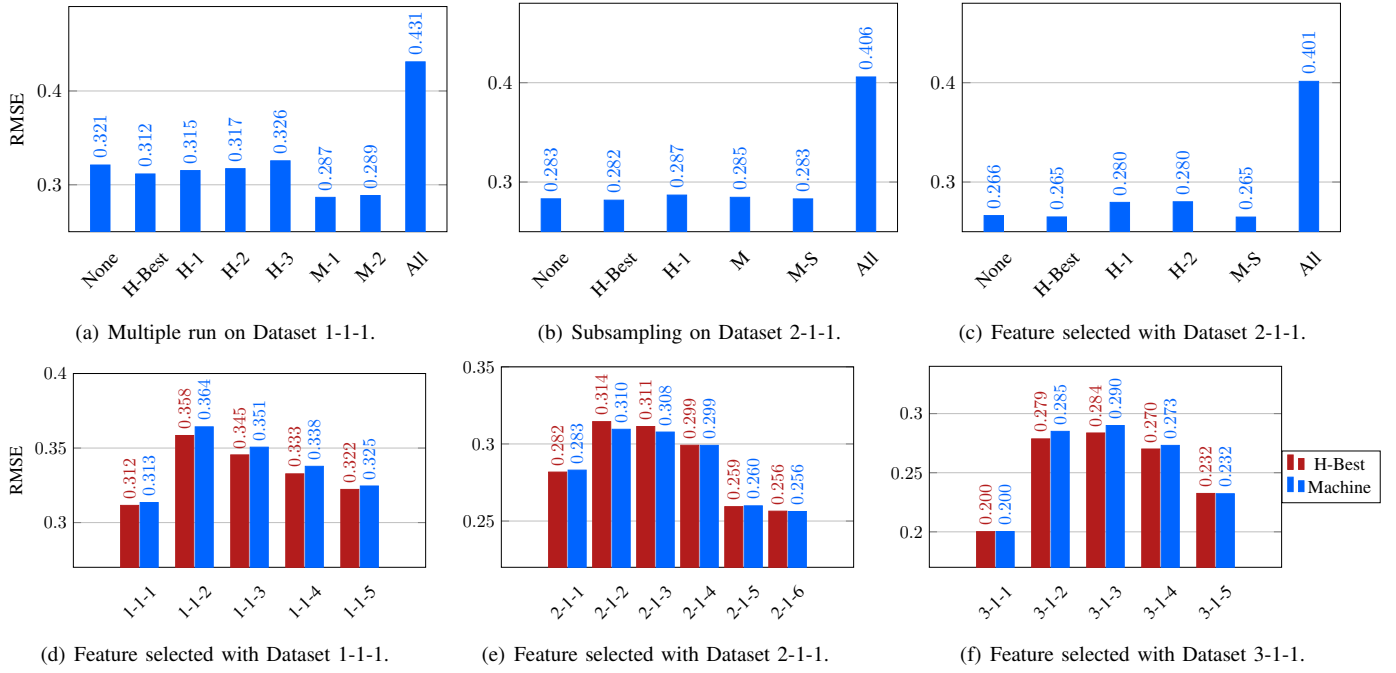 RMSE
0.4
0.3
0.321
0.312
0.315
0.317
0.326
0.287
0.289
0.431
None
H-Best
H-1
H-2
H-3
M-1
M-2
All
(a) Multiple run on Dataset 1-1-1.
0.4
0.3
0.283
0.282
0.287
0.285
0.283
0.406
None
H-Best
H-1
M
M-S
All
(b) Subsampling on Dataset 2-1-1.
0.4
0.3
0.266
0.265
0.280
0.280
0.265
0.401
None
H-Best
H-1
H-2
M-S
All
(c) Feature selected with Dataset 2-1-1.
RMSE
0.4
0.35
0.3
0.312
0.313
0.358
0.364
0.345
0.351
0.333
0.338
0.322
0.325
1-1-1
1-1-2
1-1-3
1-1-4
1-1-5
(d) Feature selected with Dataset 1-1-1.
0.35
0.3
0.25
0.282
0.283
0.314
0.310
0.311
0.308
0.299
0.299
0.259
0.260
0.256
0.256
2-1-1
2-1-2
2-1-3
2-1-4
2-1-5
2-1-6
(e) Feature selected with Dataset 2-1-1.
0.3
0.25
0.2
0.200
0.200
0.279
0.285
0.284
0.290
0.270
0.273
0.232
0.232
3-1-1
3-1-2
3-1-3
3-1-4
3-1-5
(f) Feature selected with Dataset 3-1-1.
H-Best
Machine